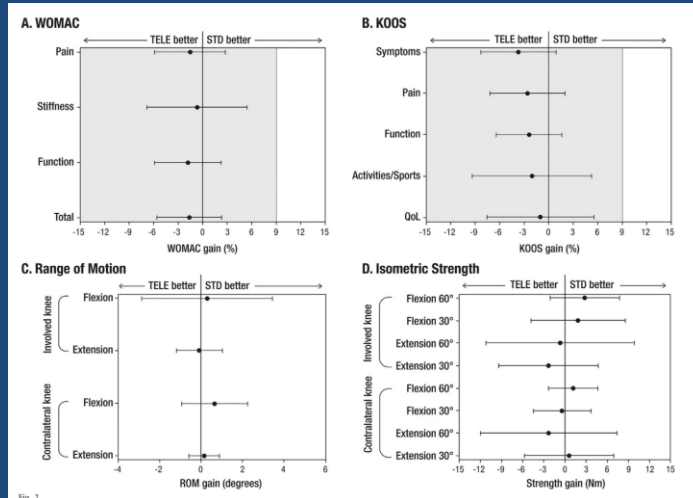 A. WOMAC
TELE better STD better
Pain
Stiffness
Function
Total
-15 -12 -9 -6 -3 0 3 6 9 12 15
WOMAC gain (%)
B. KOOS
TELE better STD better
Symptoms
Pain
Function
Activities/Sports
QoL
-15 -12 -9 -6 -3 0 3 6 9 12 15
KOOS gain (%)
C. Range of Motion
TELE better STD better
Involved knee
Flexion
Extension
Contralateral knee
Flexion
Extension
-4 -2 0 2 4 6
ROM gain (degrees)
D. Isometric Strength
TELE better STD better
Involved knee
Flexion 60°
Flexion 30°
Extension 60°
Extension 30°
Contralateral knee
Flexion 60°
Flexion 30°
Extension 60°
Extension 30°
-15 -12 -9 -6 -3 0 3 6 9 12 15
Strength gain (Nm)